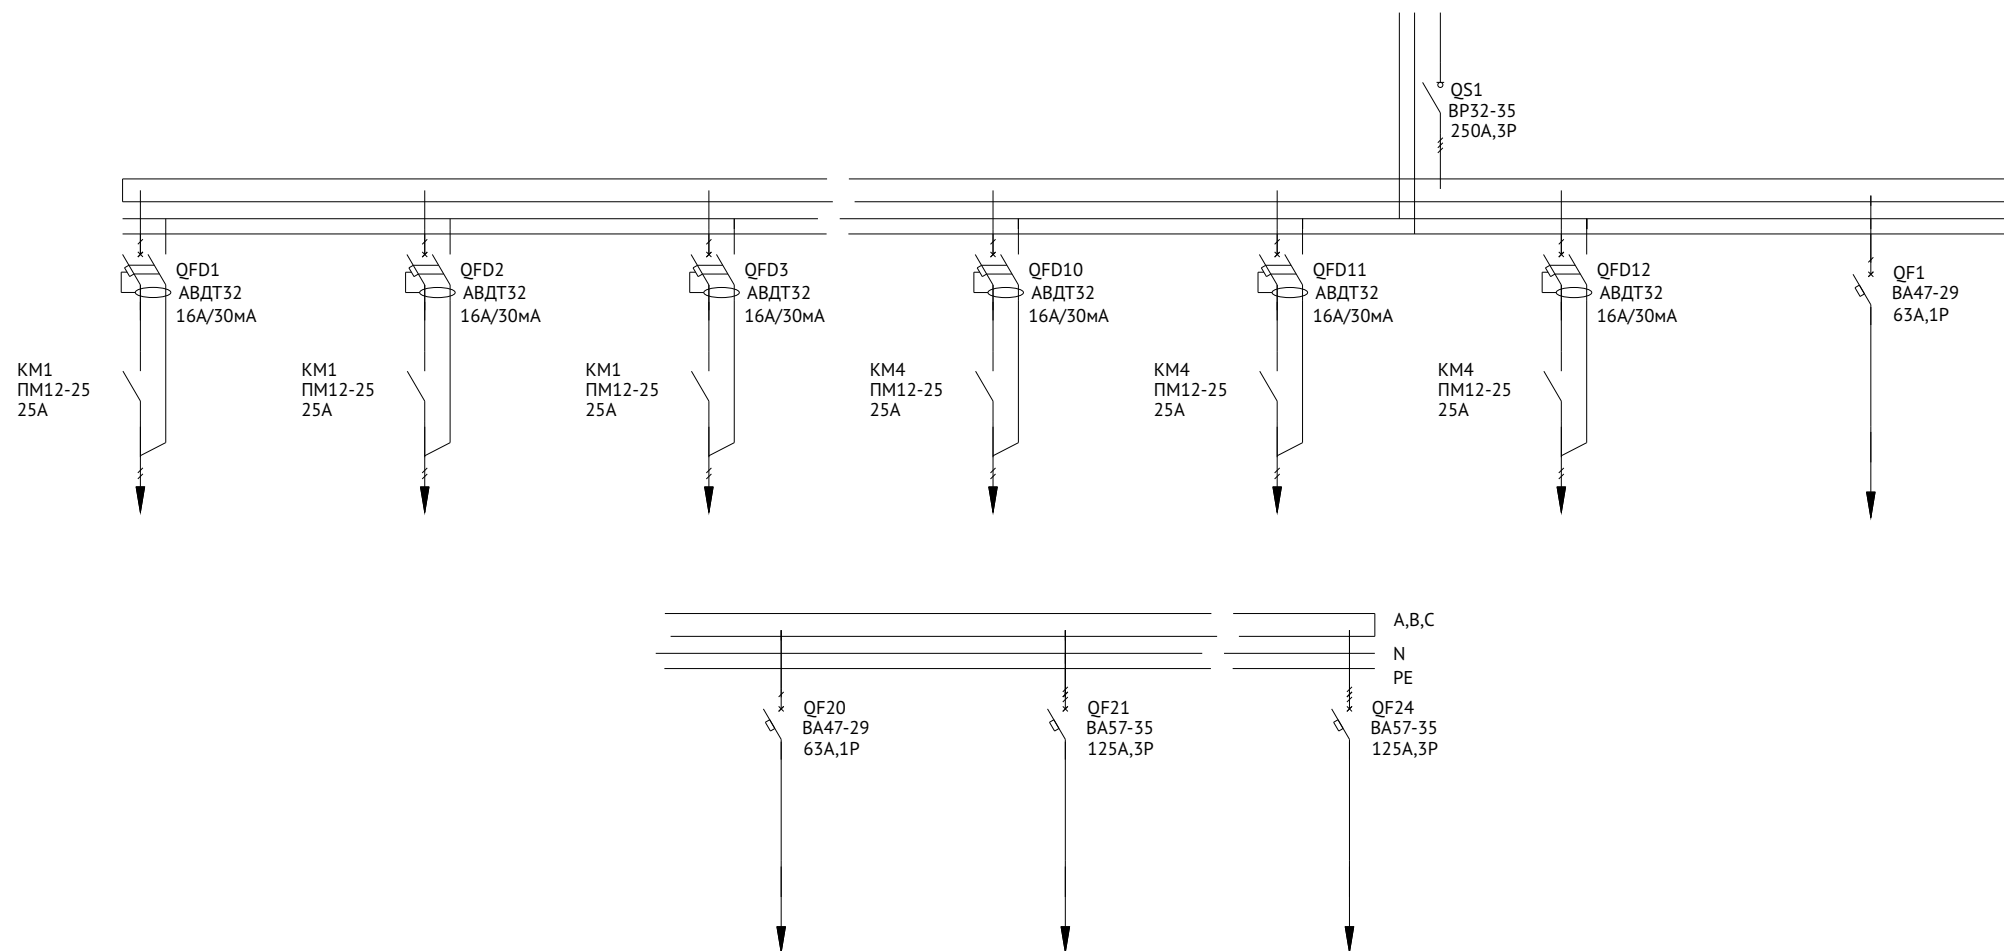 QS1
ВР32-35
250А,3Р
QFD1
АВДТ32
16А/30мА
QFD2
АВДТ32
16А/30мА
QFD3
АВДТ32
16А/30мА
QFD10
АВДТ32
16А/30мА
QFD11
АВДТ32
16А/30мА
QFD12
АВДТ32
16А/30мА
QF1
ВА47-29
63А,1Р
КМ1
ПМ12-25
25А
КМ1
ПМ12-25
25А
КМ1
ПМ12-25
25А
КМ4
ПМ12-25
25А
КМ4
ПМ12-25
25А
КМ4
ПМ12-25
25А
A,B,C
N
PE
QF20
ВА47-29
63А,1Р
QF21
ВА57-35
125А,3Р
QF24
ВА57-35
125А,3Р